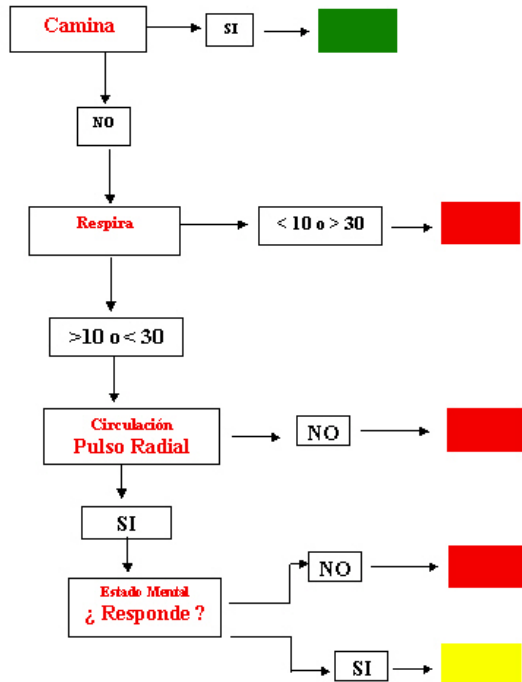 Camina
SI
NO
Respira
< 10 o > 30
>10 o < 30
Circulación
Pulso Radial
NO
SI
Estado Mental
¿ Responde ?
NO
SI